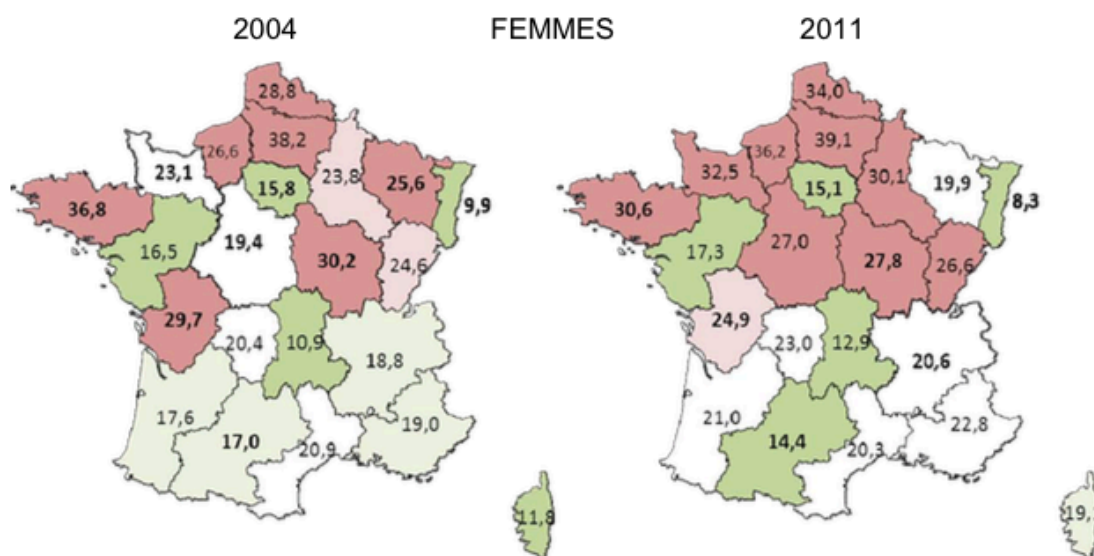 2004 FEMMES 2011
28,8 34,0
26,6 38,2 36,2 39,1
23,1 15,8 23,8 25,6 9,9 32,5 15,1 30,1 19,9 8,3
36,8 16,5 19,4 30,2 24,6 30,6 17,3 27,0 27,8 26,6
29,7 20,4 10,9 18,8 24,9 23,0 12,9 20,6
17,6 17,0 20,9 19,0 21,0 14,4 20,3 22,8
11,8